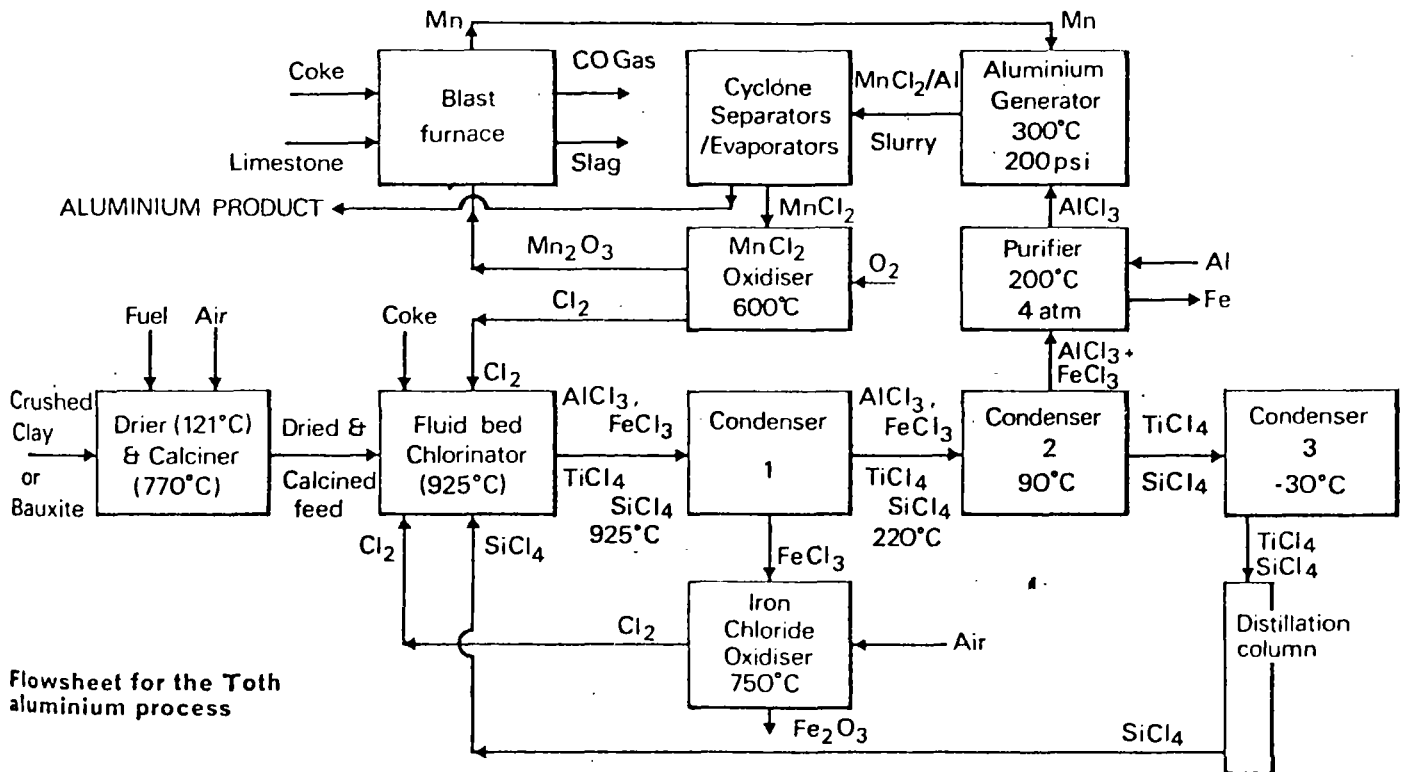 Mn
Mn
Coke
Limestone
Blast
furnace
CO Gas
Slag
Cyclone
Separators
/Evaporators
MnCl2/Al
Slurry
Aluminium
Generator
300°C
200psi
ALUMINIUM PRODUCT
MnCl2
AlCl3
Mn2O3
MnCl2
Oxidiser
600°C
O2
Purifier
200°C
4 atm
Al
Fe
Cl2
Fuel
Air
Coke
Cl2
AlCl3 +
FeCl3
Crushed
Clay
or
Bauxite
Drier (121°C)
& Calciner
(770°C)
Dried &
Calcined
feed
Fluid bed
Chlorinator
(925°C)
AlCl3,
FeCl3
TiCl4
SiCl4
925°C
Condenser
1
AlCl3,
FeCl3
TiCl4
SiCl4
220°C
Condenser
2
90°C
TiCl4
SiCl4
Condenser
3
-30°C
Cl2
SiCl4
FeCl3
TiCl4
SiCl4
Iron
Chloride
Oxidiser
750°C
Cl2
Air
Distillation
column
Fe2O3
SiCl4
Flowsheet for the Toth
aluminium process